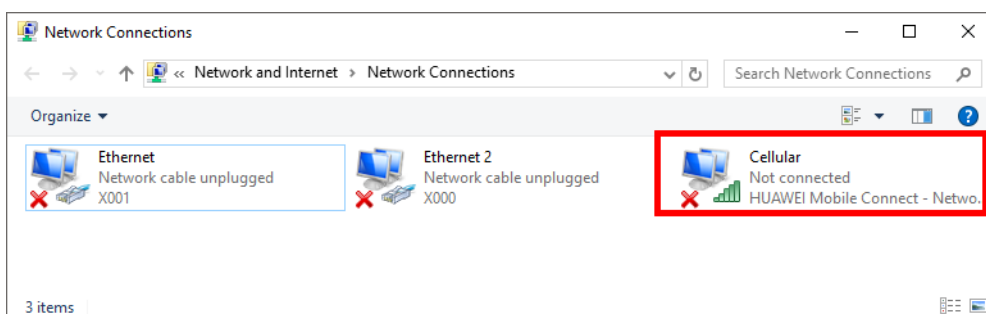 Network Connections
« Network and Internet > Network Connections
Search Network Connections
Organize
Ethernet
Network cable unplugged
X001
Ethernet 2
Network cable unplugged
X000
Cellular
Not connected
HUAWEI Mobile Connect - Netwo.
3 items